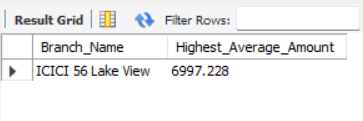 Result Grid Filter Rows:
Branch_Name Highest_Average_Amount
ICICI 56 Lake View 6997.228